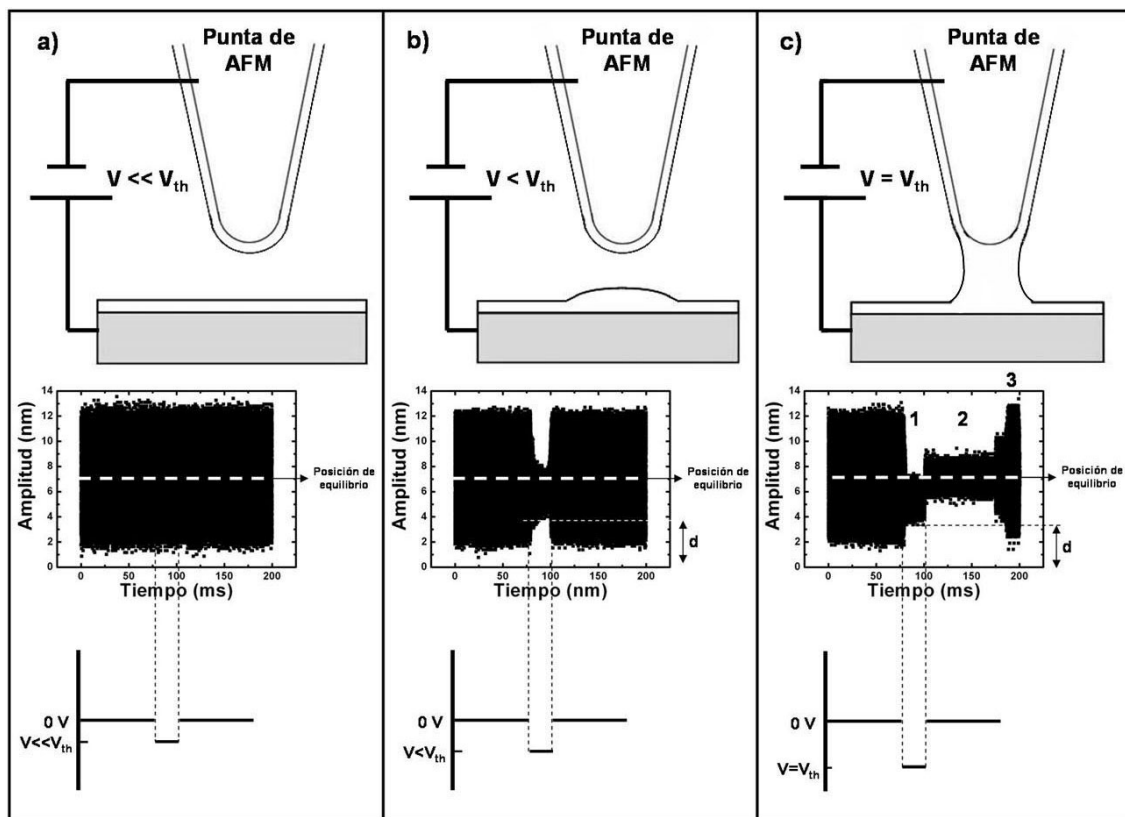 a)
Punta de
AFM
V << Vth
14
12
10
8
6
4
2
0
Amplitud (nm)
0 50 100 150 200
Tiempo (ms)
Posición de
equilibrio
0 V
V<<Vth
b)
Punta de
AFM
V < Vth
14
12
10
8
6
4
2
0
Amplitud (nm)
0 50 100 150 200
Tiempo (nm)
Posición de
equilibrio
d
0 V
V<Vth
c)
Punta de
AFM
V = Vth
3
1 2
14
12
10
8
6
4
2
0
Amplitud (nm)
0 50 100 150 200
Tiempo (ms)
Posición de
equilibrio
d
0 V
V=Vth